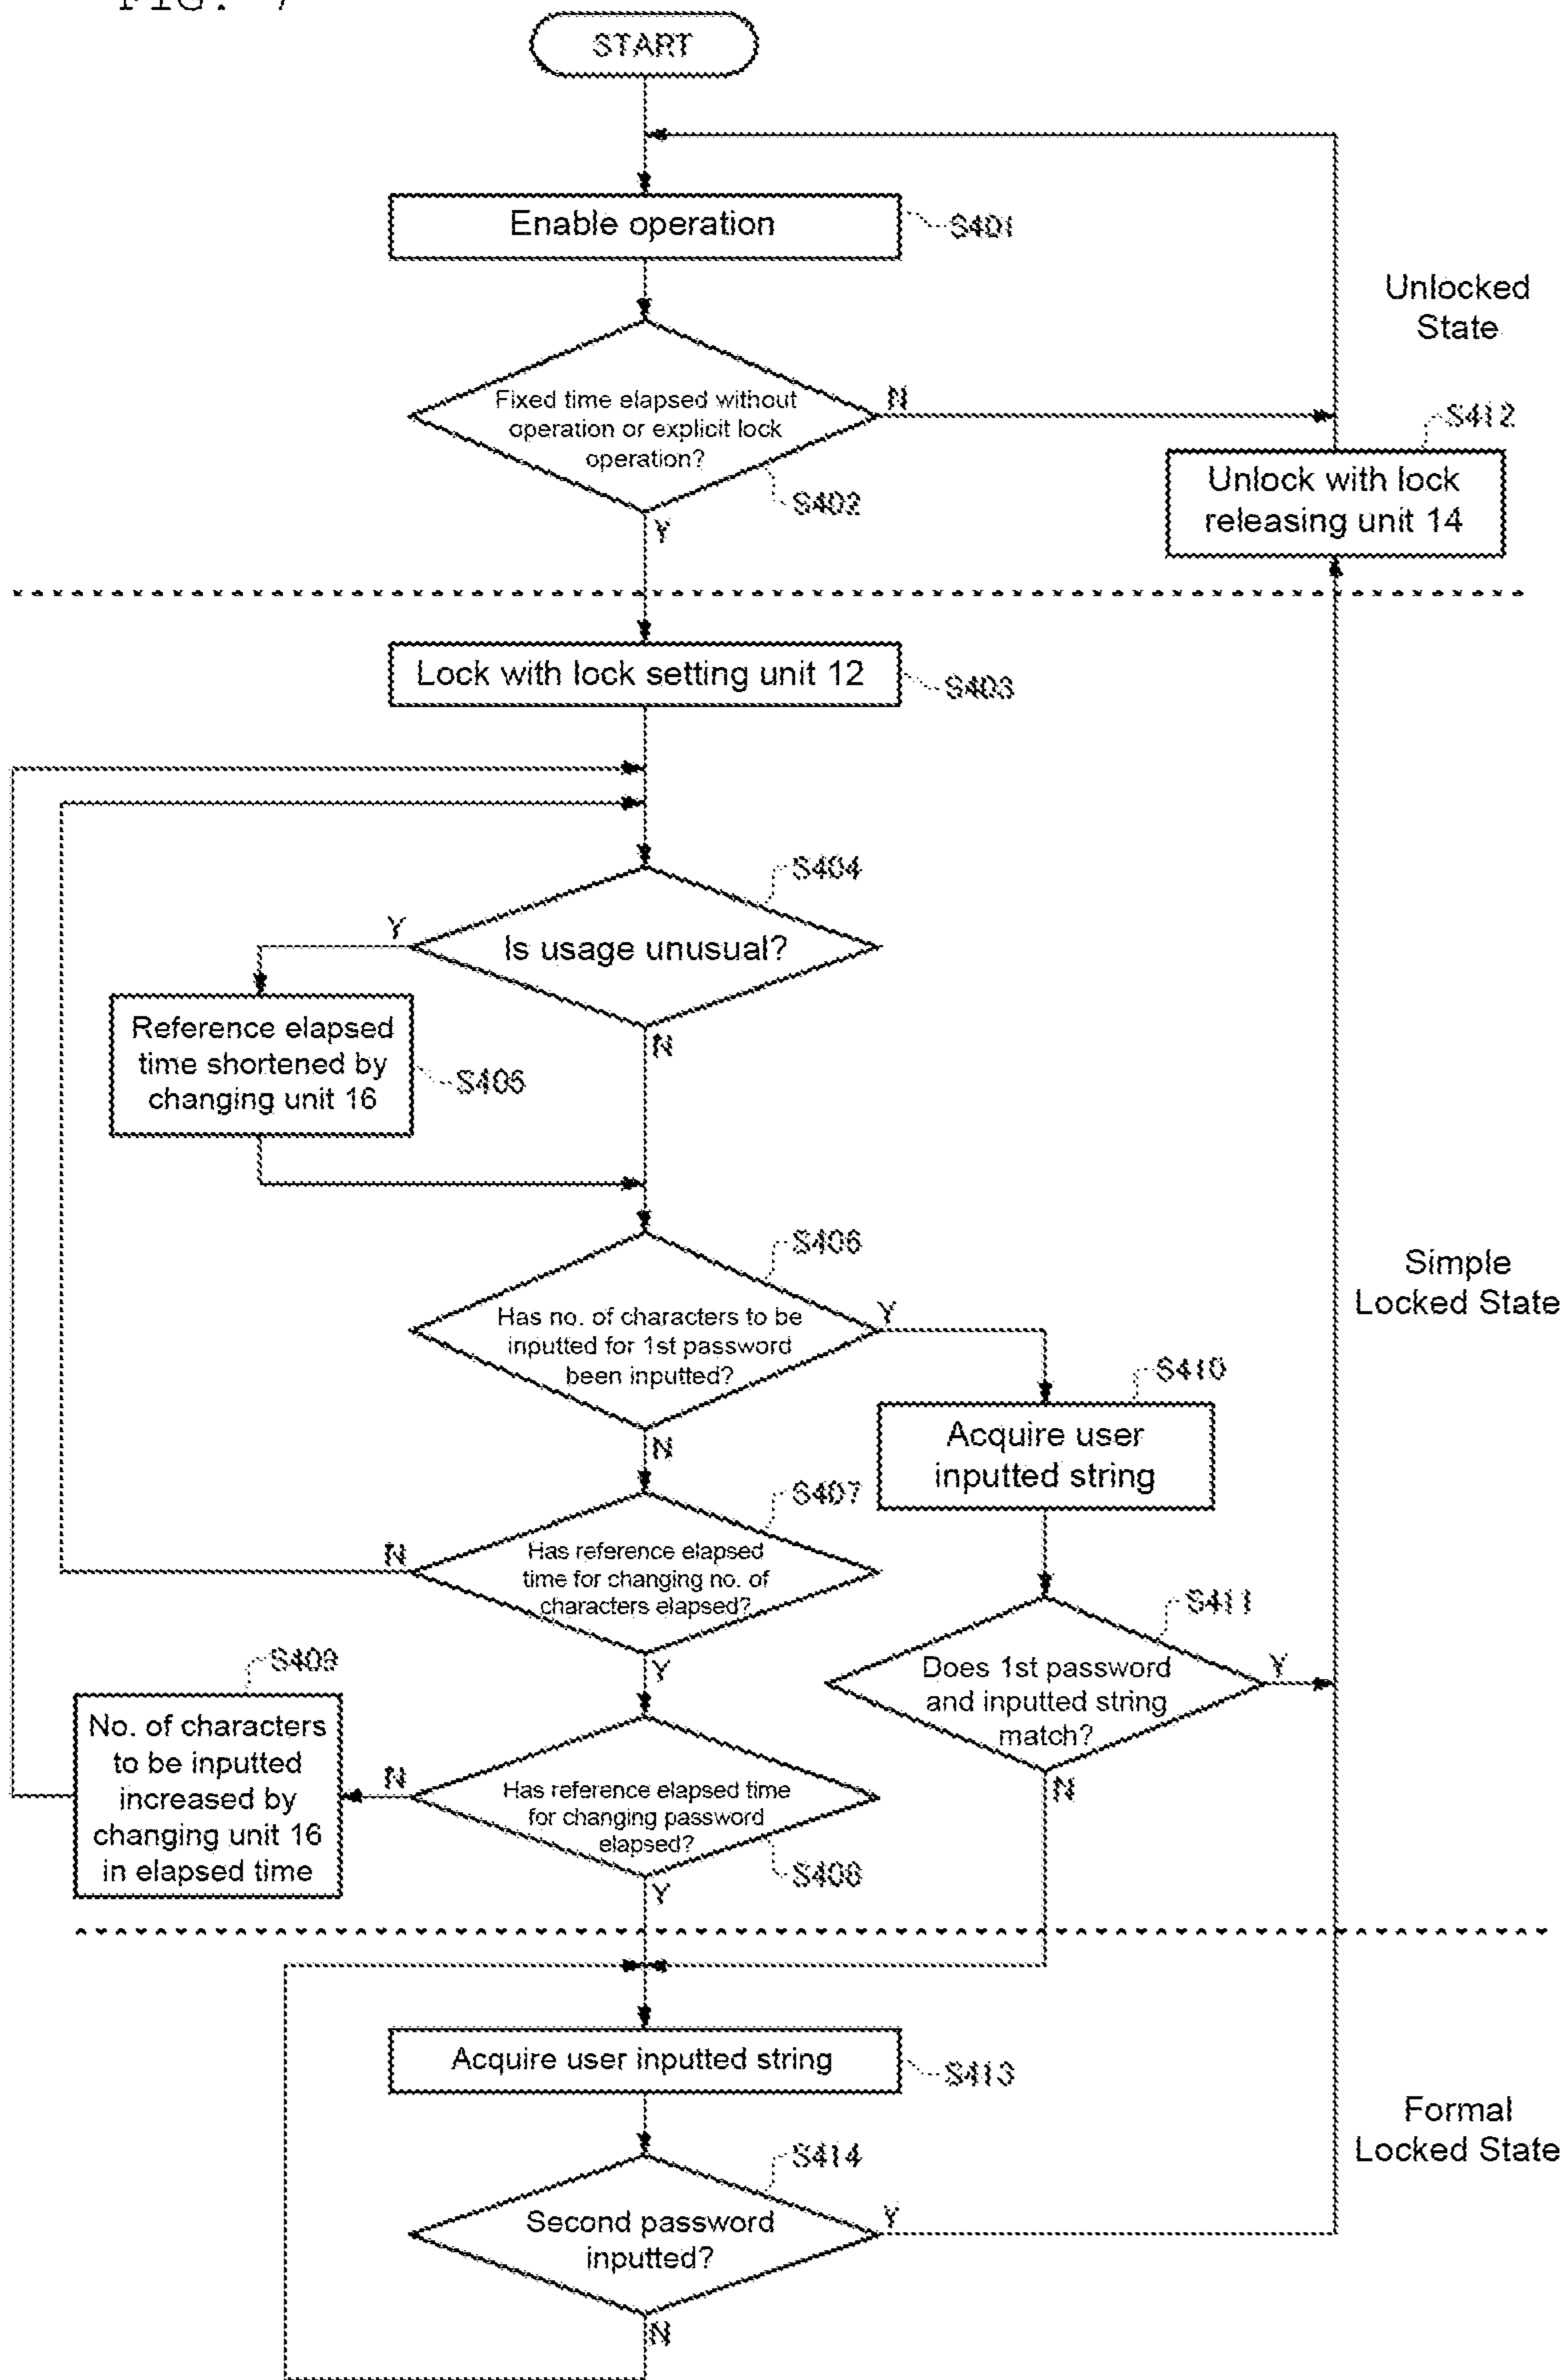 FIG. 7
START
Enable operation
S401
Unlocked
State
Fixed time elapsed without
operation or explicit lock
operation?
N
S402
Y
S412
Unlock with lock
releasing unit 14
Lock with lock setting unit 12
S403
S404
Y
Is usage unusual?
N
Reference elapsed
time shortened by
changing unit 16
S405
S406
Has no. of characters to be
inputted for 1st password
been inputted?
Y
N
Simple
Locked State
S410
Acquire user
inputted string
S407
N
Has reference elapsed
time for changing no. of
characters elapsed?
Y
S411
Does 1st password
and inputted string
match?
Y
N
S409
No. of characters
to be inputted
increased by
changing unit 16
in elapsed time
N
Has reference elapsed time
for changing password
elapsed?
S408
Y
Acquire user inputted string
S413
Formal
Locked State
S414
Second password
inputted?
Y
N